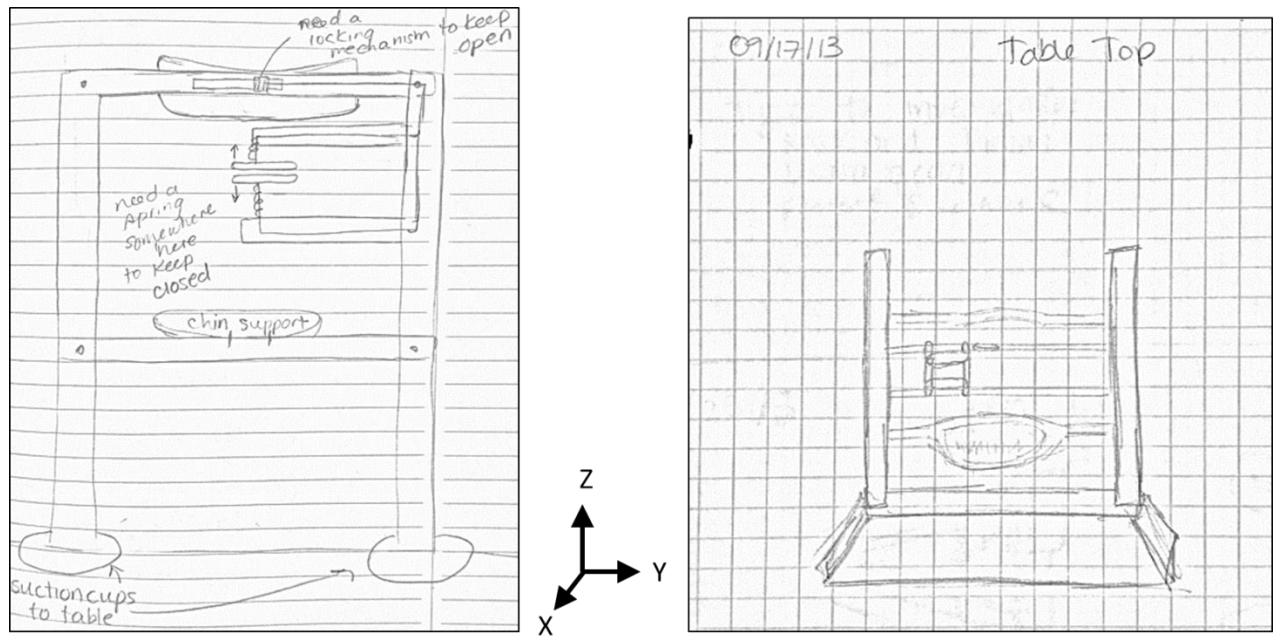 need a
locking
mechanism to keep
open
need a
spring
somewhere
here
to keep
closed
chin support
suction cups
to table
Z
Y
X
09/17/13
Table Top